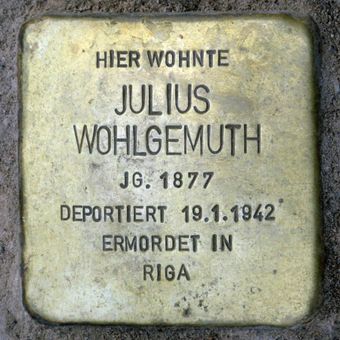 HIER WOHNTE
JULIUS
WOHLGEMUTH
JG. 1877
DEPORTIERT 19.1.1942
ERMORDET IN
RIGA